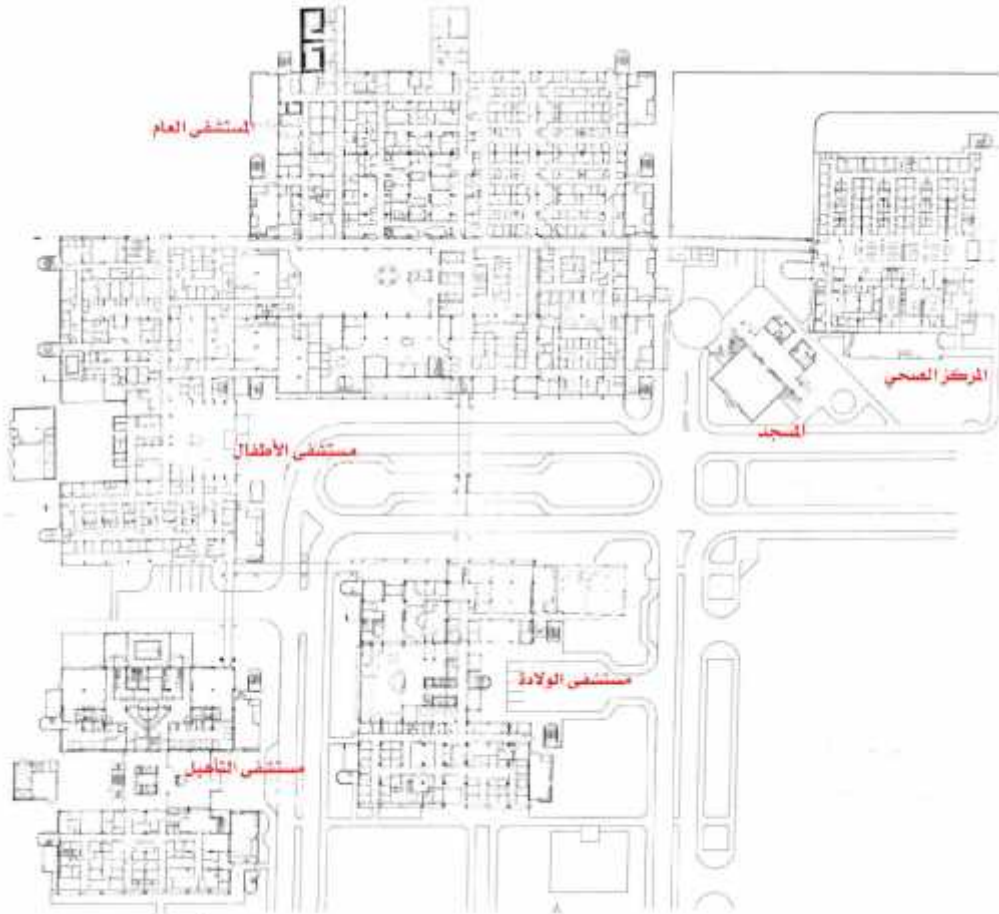 المستشفى العام
المركز الصحي
المسجد
مستشفى الأطفال
مستشفى الولادة
مستشفى التأهيل